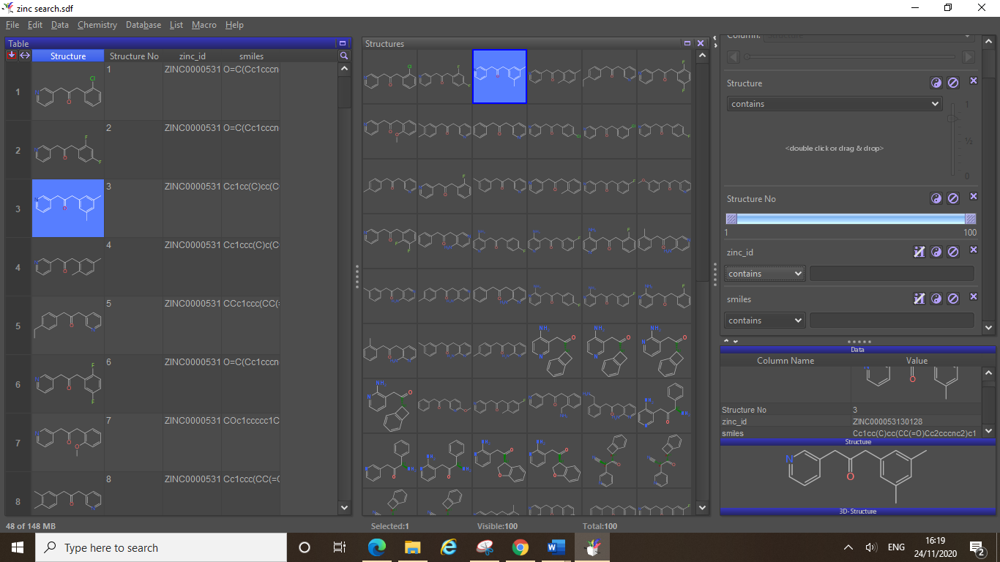 zinc search.sdf
File Edit Data Chemistry Database List Macro Help
Table
Structure Structure No zinc_id smiles
1 1 ZINC0000531 O=C(Cc1cccn
2 2 ZINC0000531 O=C(Cc1cccn
3 3 ZINC0000531 Cc1cc(C)cc(C
4 4 ZINC0000531 Cc1ccc(C)c(C
5 5 ZINC0000531 CCc1ccc(CC(=
6 6 ZINC0000531 O=C(Cc1cccn
7 7 ZINC0000531 COc1ccccc1C
8 8 ZINC0000531 Cc1ccc(CC(=C
48 of 148 MB
Structures
Selected:1 Visible:100 Total:100
Column: Structure
Structure
contains
1
½
0
<double click or drag & drop>
Structure No
1 100
zinc_id
contains
smiles
contains
Data
Column Name Value
Structure No 3
zinc_id ZINC000053130128
smiles Cc1cc(C)cc(CC(=O)Cc2cccnc2)c1
Structure
N
O
3D-Structure
Type here to search
ENG
16:19
24/11/2020
2